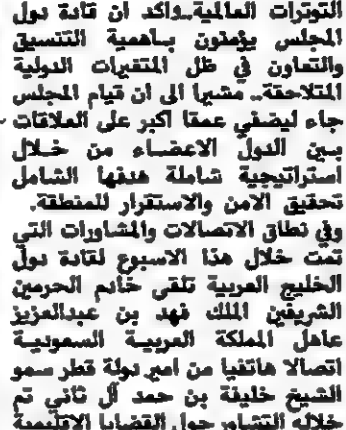 التوترات العالمية..واكد ان قادة دول
المجلس يؤمنون باهمية التنسيق
والتعاون في ظل المتغيرات الدولية
المتلاحقة.. مشيرا الى ان قيام المجلس
جاء ليضفي عمقا اكبر على العلاقات
بين الدول الاعضاء من خلال
استراتيجية شاملة هدفها الشامل
تحقيق الامن والاستقرار للمنطقة.
وفي نطاق الاتصالات والمشاورات التي
تمت خلال هذا الاسبوع لقادة دول
الخليج العربية تلقى خادم الحرمين
الشريفين الملك فهد بن عبدالعزيز
عاهل المملكة العربية السعودية
اتصالا هاتفيا من امير دولة قطر سمو
الشيخ خليفة بن حمد آل ثاني تم
خلاله التشاور حول القضايا الاقليمية